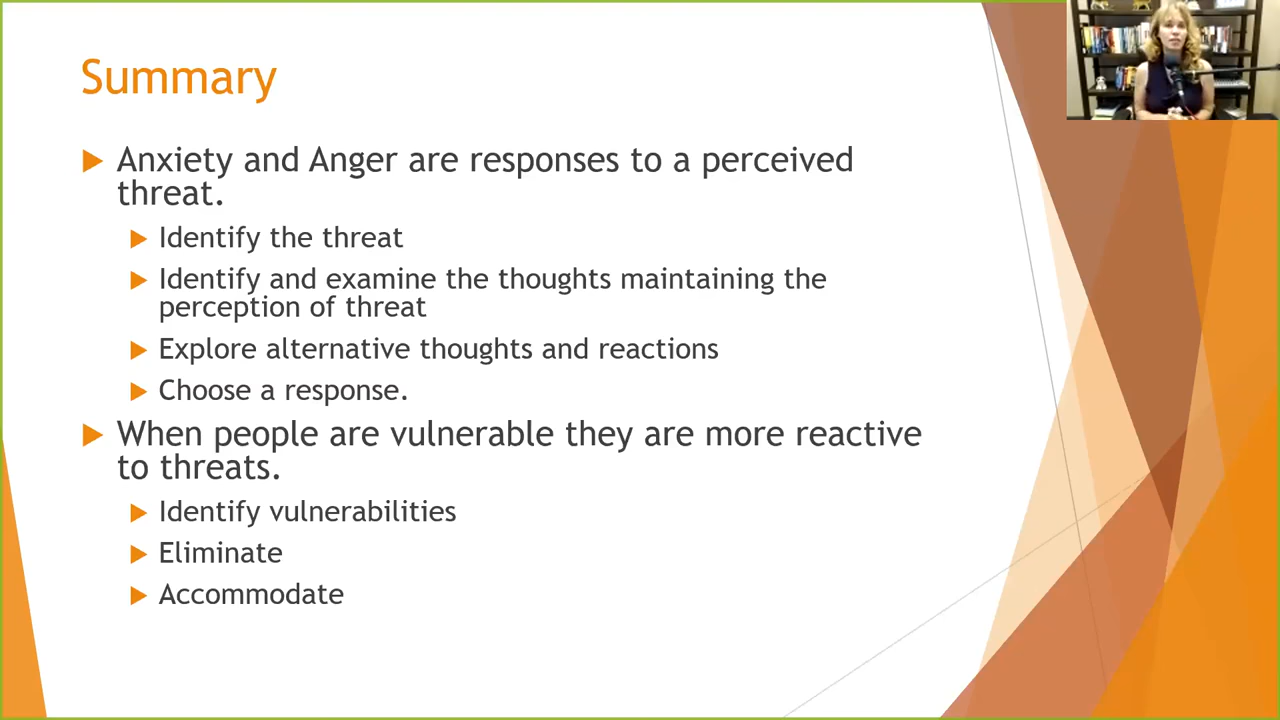 Summary
Anxiety and Anger are responses to a perceived
threat.
Identify the threat
Identify and examine the thoughts maintaining the
perception of threat
Explore alternative thoughts and reactions
Choose a response.
When people are vulnerable they are more reactive
to threats.
Identify vulnerabilities
Eliminate
Accommodate